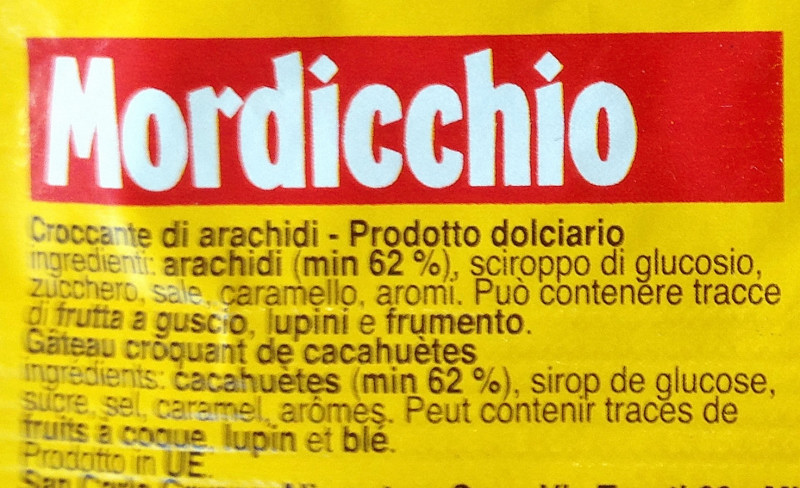 Mordicchio
Croccante di arachidi - Prodotto dolciario
ingredienti: arachidi (min 62 %), sciroppo di glucosio,
zucchero, sale, caramello, aromi. Può contenere tracce
di frutta a guscio, lupini e frumento.
Gâteau croquant de cacahuètes
ingrédients: cacahuètes (min 62 %), sirop de glucose,
sucre, sel, caramel, arômes. Peut contenir traces de
fruits à coque, lupin et blé.
Prodotto in UE.
San Carlo